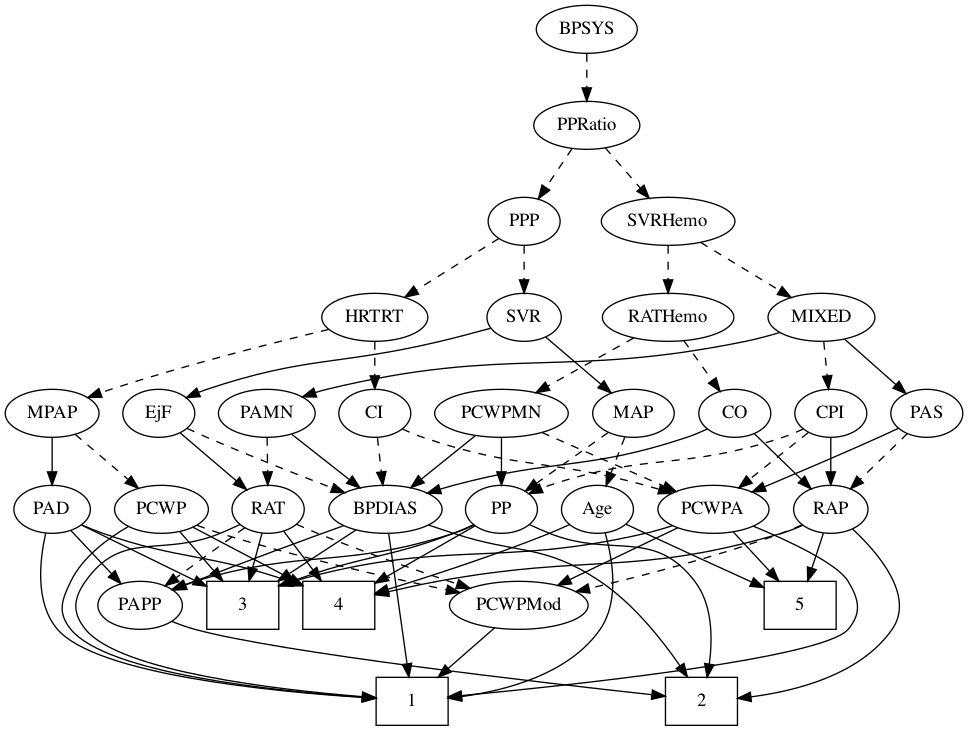 BPSYS
PPRatio
PPP
SVRHemo
HRTRT
SVR
RATHemo
MIXED
MPAP
EjF
PAMN
CI
PCWPMN
MAP
CO
CPI
PAS
PAD
PCWP
RAT
BPDIAS
PP
Age
PCWPA
RAP
PAPP
3
4
PCWPMod
5
1
2